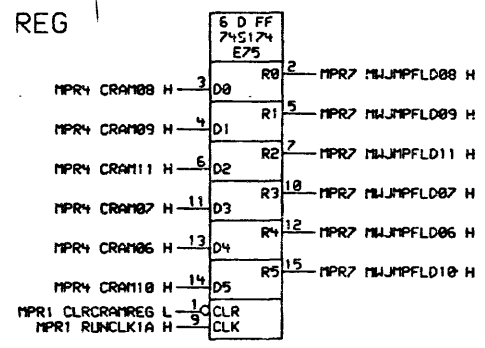 REG
6 D FF
74S174
E75
R0 2 MPR7 MWJMPFLD08 H
MPR4 CRAM08 H 3 D0
R1 5 MPR7 MWJMPFLD09 H
MPR4 CRAM09 H 4 D1
R2 7 MPR7 MWJMPFLD11 H
MPR4 CRAM11 H 6 D2
R3 10 MPR7 MWJMPFLD07 H
MPR4 CRAM07 H 11 D3
R4 12 MPR7 MWJMPFLD06 H
MPR4 CRAM06 H 13 D4
R5 15 MPR7 MWJMPFLD10 H
MPR4 CRAM10 H 14 D5
MPR1 CLRCRAMREG L 1 CLR
MPR1 RUNCLK1A H 9 CLK